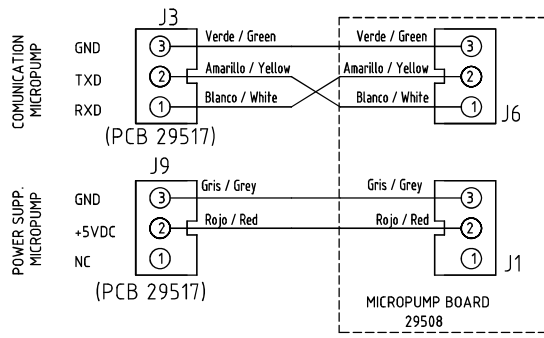 J3
COMUNICATION
MICROPUMP
GND
3
Verde / Green
Verde / Green
3
TXD
2
Amarillo / Yellow
Amarillo / Yellow
2
RXD
1
Blanco / White
Blanco / White
1
J6
(PCB 29517)
J9
POWER SUPP.
MICROPUMP
GND
3
Gris / Grey
Gris / Grey
3
+5VDC
2
Rojo / Red
Rojo / Red
2
NC
1
1
J1
(PCB 29517)
MICROPUMP BOARD
29508